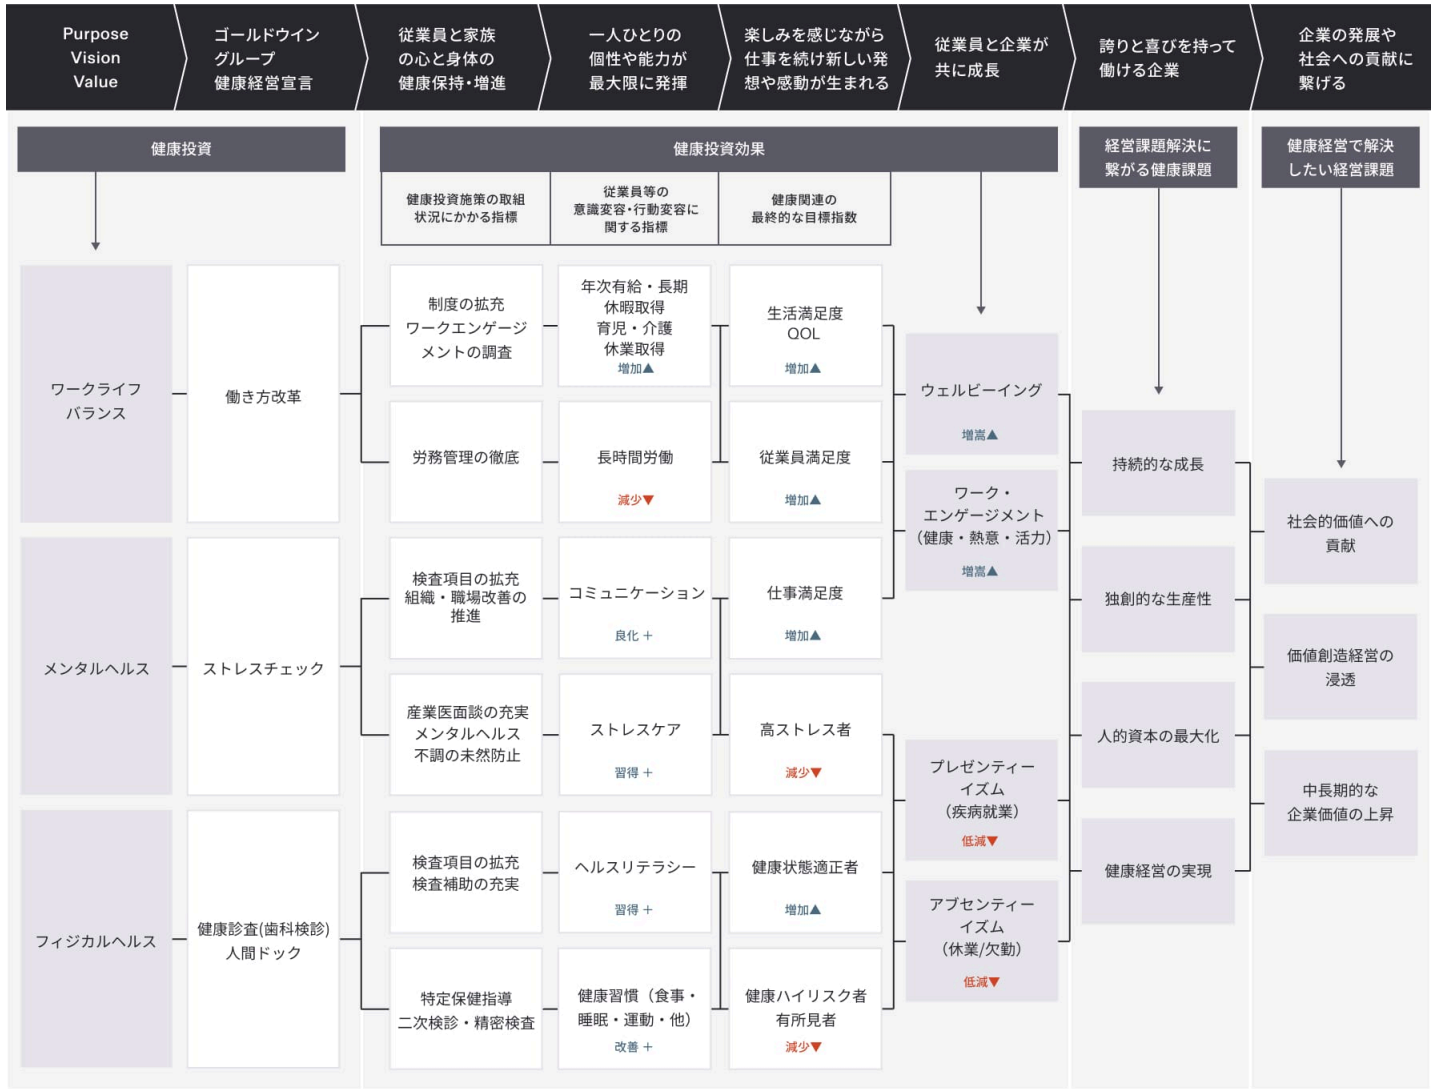 Purpose
Vision
Value
ゴールドウイン
グループ
健康経営宣言
従業員と家族
の心と身体の
健康保持・増進
一人ひとりの
個性や能力が
最大限に発揮
楽しみを感じながら
仕事を続け新しい発
想や感動が生まれる
従業員と企業が
共に成長
誇りと喜びを持って
働ける企業
企業の発展や
社会への貢献に
繋げる
健康投資
健康投資効果
経営課題解決に
繋がる健康課題
健康経営で解決
したい経営課題
健康投資施策の取組
状況にかかる指標
従業員等の
意識変容・行動変容に
関する指標
健康関連の
最終的な目標指数
ワークライフ
バランス
働き方改革
制度の拡充
ワークエンゲージ
メントの調査
年次有給・長期
休暇取得
育児・介護
休業取得
増加▲
生活満足度
QOL
増加▲
労務管理の徹底
長時間労働
減少▼
従業員満足度
増加▲
メンタルヘルス
ストレスチェック
検査項目の拡充
組織・職場改善の
推進
コミュニケーション
良化 +
仕事満足度
増加▲
産業医面談の充実
メンタルヘルス
不調の未然防止
ストレスケア
習得 +
高ストレス者
減少▼
フィジカルヘルス
健康診査(歯科検診)
人間ドック
検査項目の拡充
検査補助の充実
ヘルスリテラシー
習得 +
健康状態適正者
増加▲
特定保健指導
二次検診・精密検査
健康習慣（食事・
睡眠・運動・他）
改善 +
健康ハイリスク者
有所見者
減少▼
ウェルビーイング
増嵩▲
ワーク・
エンゲージメント
（健康・熱意・活力）
増嵩▲
プレゼンティー
イズム
（疾病就業）
低減▼
アブセンティー
イズム
（休業/欠勤）
低減▼
持続的な成長
独創的な生産性
人的資本の最大化
健康経営の実現
社会的価値への
貢献
価値創造経営の
浸透
中長期的な
企業価値の上昇